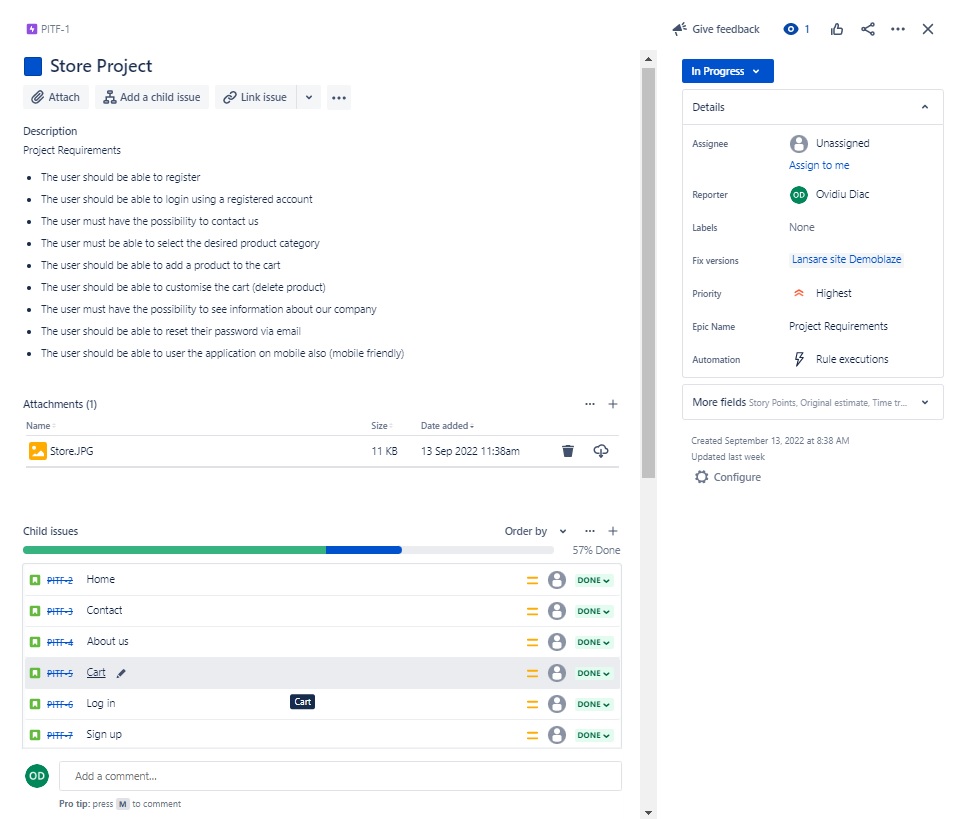 PITF-1
Give feedback
1
Store Project
Attach
Add a child issue
Link issue
Description
Project Requirements
The user should be able to register
The user should be able to login using a registered account
The user must have the possibility to contact us
The user must be able to select the desired product category
The user should be able to add a product to the cart
The user should be able to customise the cart (delete product)
The user must have the possibility to see information about our company
The user should be able to reset their password via email
The user should be able to user the application on mobile also (mobile friendly)
Attachments (1)
Name Size Date added
Store.JPG 11 KB 13 Sep 2022 11:38am
Child issues Order by
57% Done
PITF-2 Home DONE
PITF-3 Contact DONE
PITF-4 About us DONE
PITF-5 Cart DONE
Cart
PITF-6 Log in DONE
PITF-7 Sign up DONE
OD Add a comment...
Pro tip: press M to comment
In Progress
Details
Assignee Unassigned
Assign to me
Reporter OD Ovidiu Diac
Labels None
Fix versions Lansare site Demoblaze
Priority Highest
Epic Name Project Requirements
Automation Rule executions
More fields Story Points, Original estimate, Time tr...
Created September 13, 2022 at 8:38 AM
Updated last week
Configure